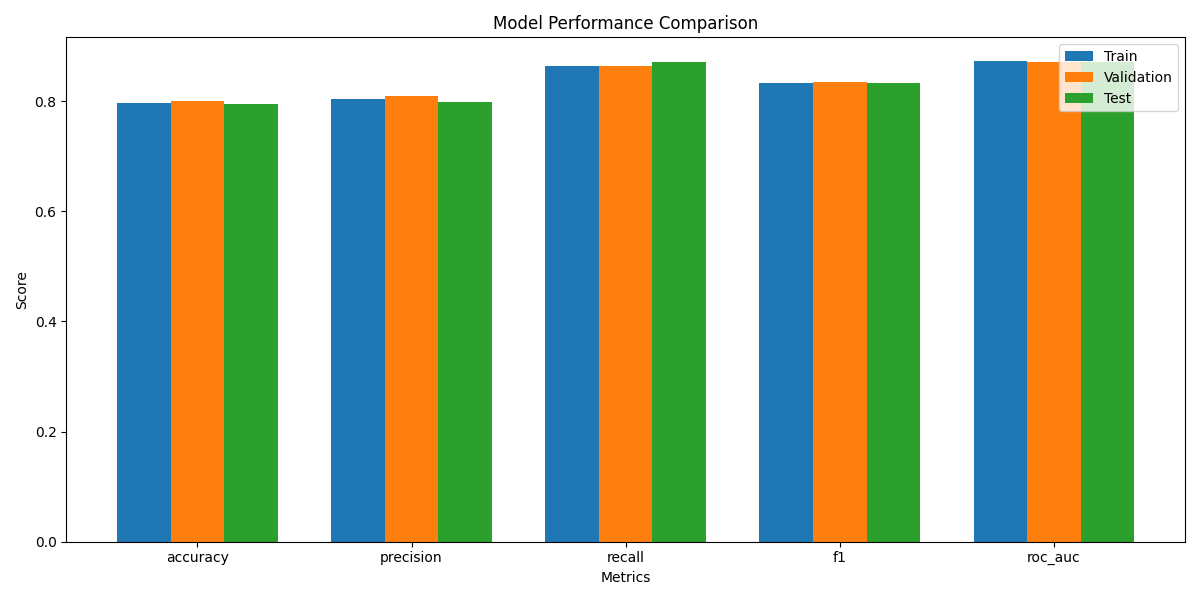 Model Performance Comparison
Train
Validation
Test
0.8
0.6
0.4
0.2
0.0
Score
accuracy
precision
recall
f1
roc_auc
Metrics